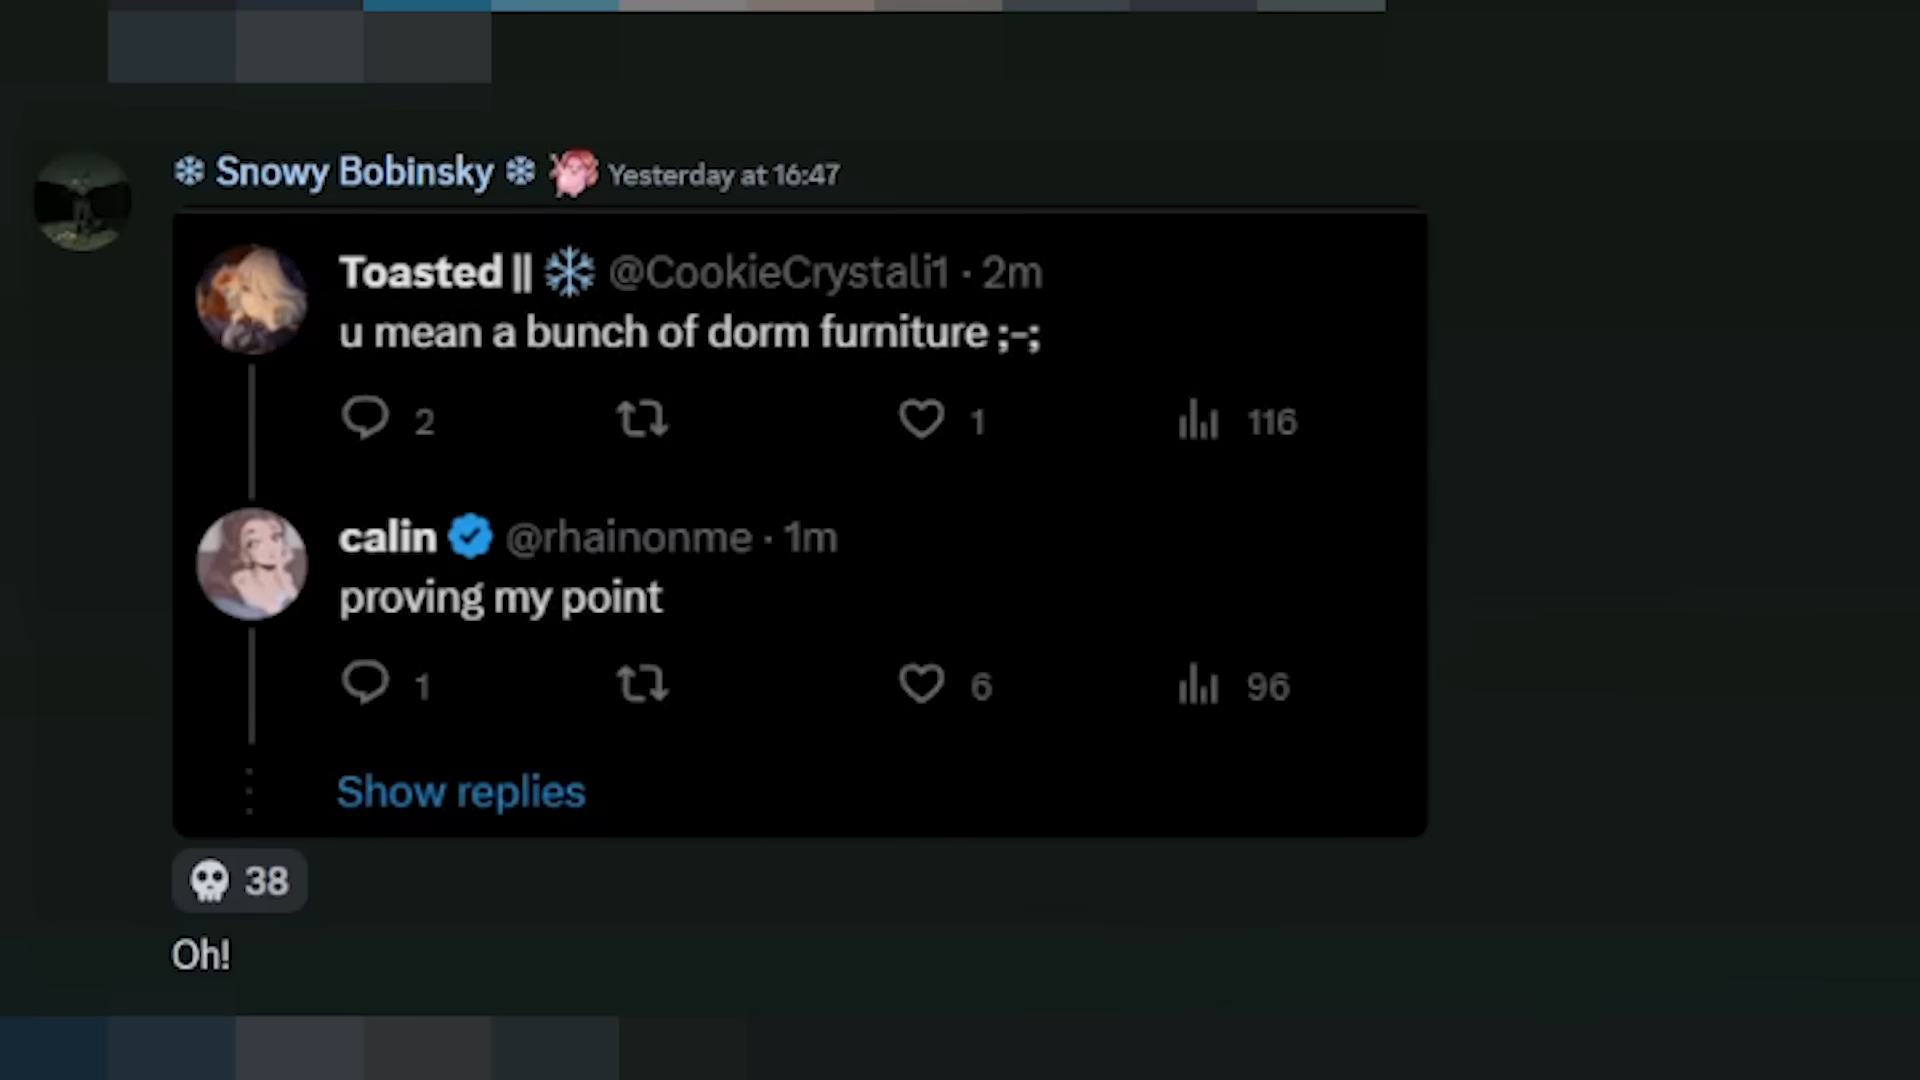 ❄ Snowy Bobinsky ❄ Yesterday at 16:47
Toasted || ❄ @CookieCrystali1 · 2m
u mean a bunch of dorm furniture ;-;
2 1 116
calin @rhainonme · 1m
proving my point
1 6 96
Show replies
💀 38
Oh!